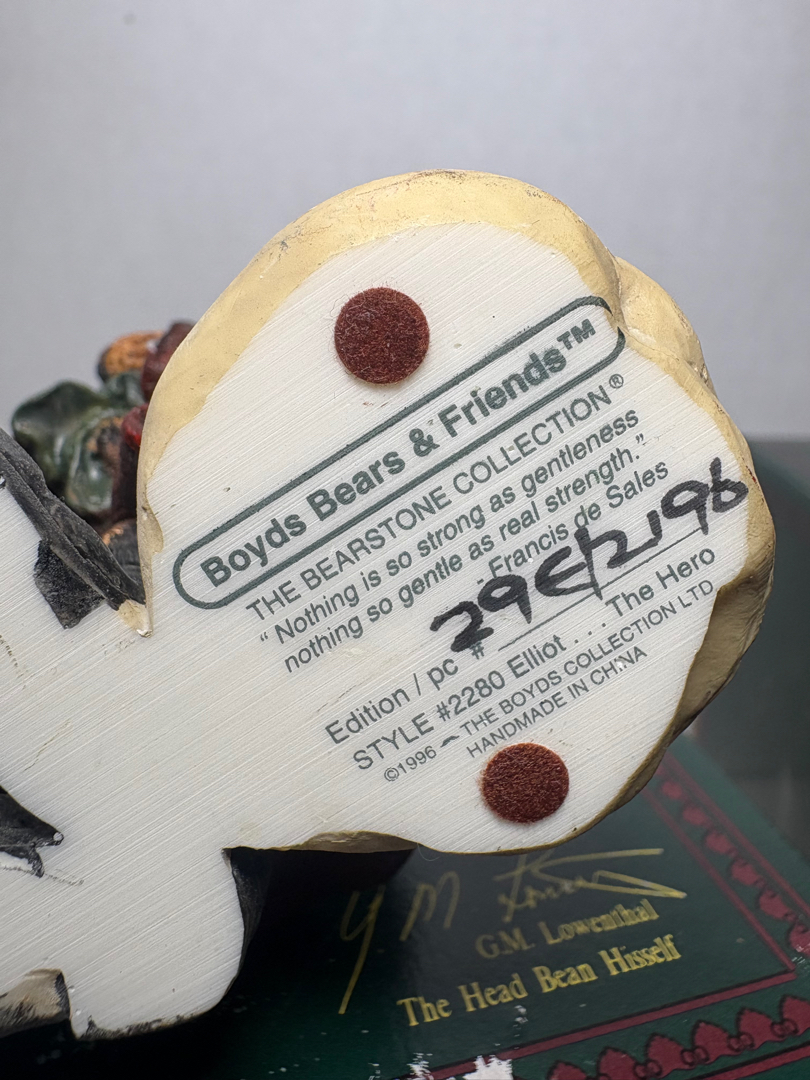 Boyds Bears & Friends™
THE BEARSTONE COLLECTION®
“Nothing is so strong as gentleness
nothing so gentle as real strength.”
- Francis de Sales
Edition / pc # 29E/2196
STYLE #2280 Elliot . . . The Hero
©1996 – THE BOYDS COLLECTION LTD
HANDMADE IN CHINA
G.M. Lowenthal
The Head Bean Hisself